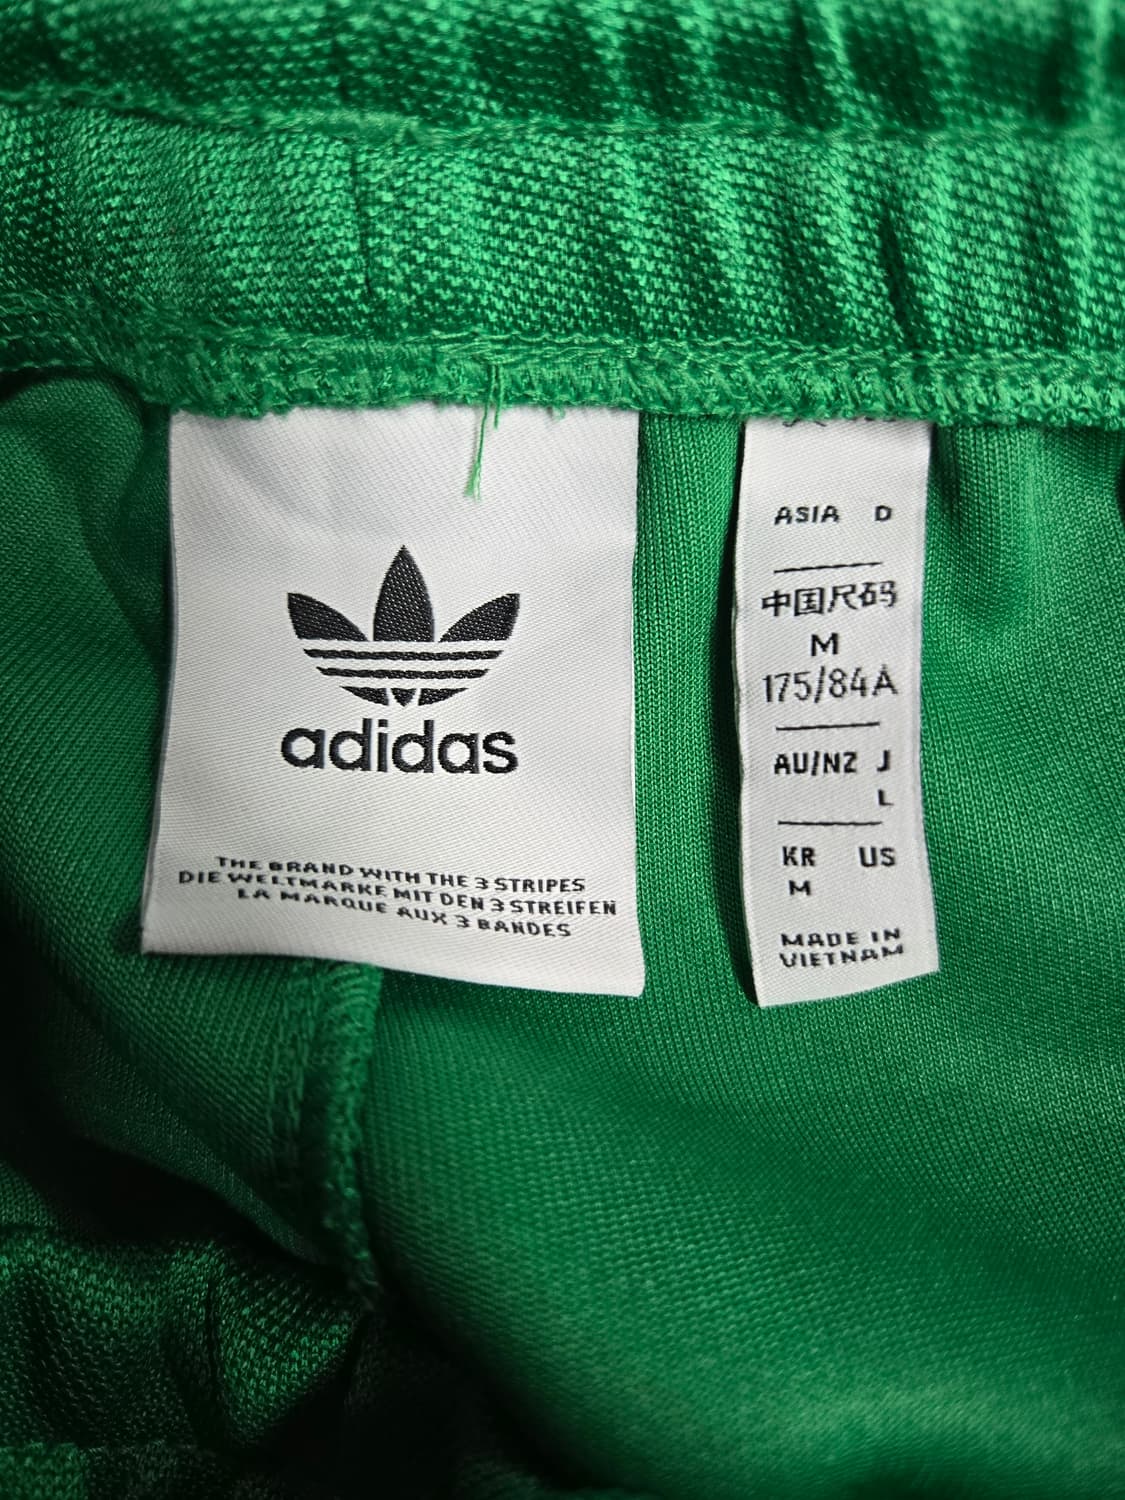 adidas
THE BRAND WITH THE 3 STRIPES
DIE WELTMARKE MIT DEN 3 STREIFEN
LA MARQUE AUX 3 BANDES
ASIA D
中国尺码
M
175/84A
AU/NZ J
L
KR US
M
MADE IN
VIETNAM